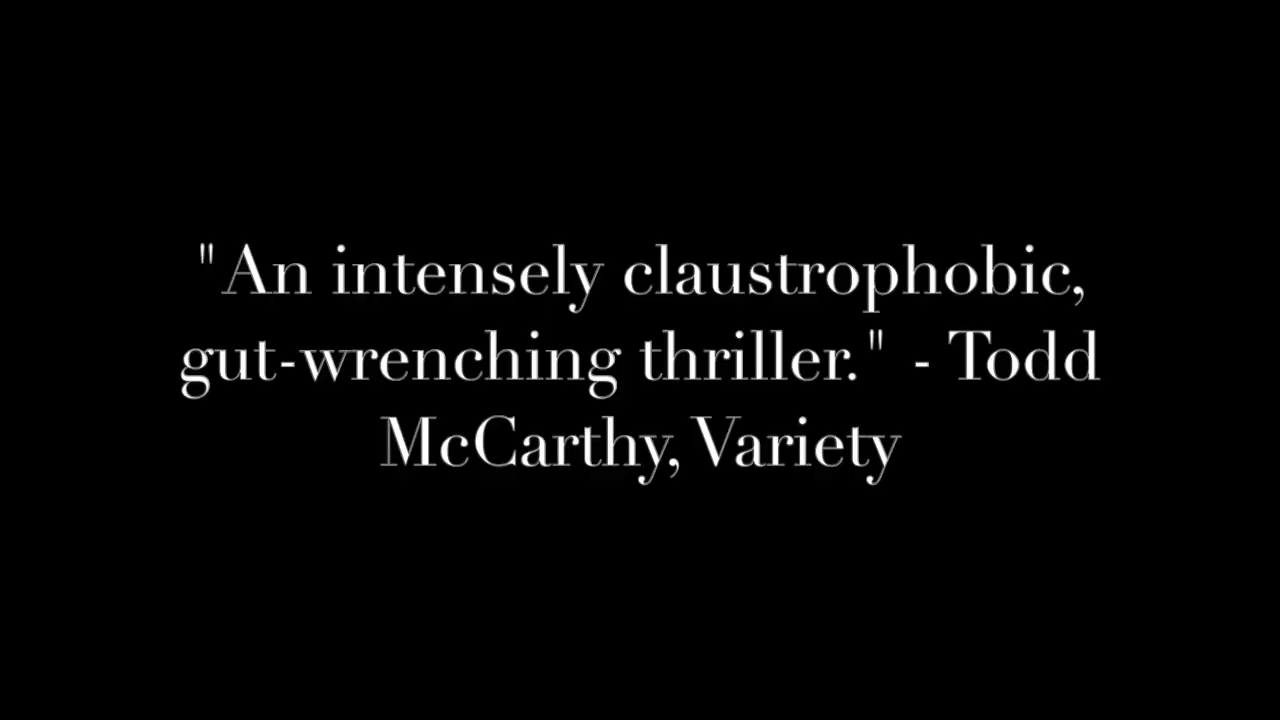 "An intensely claustrophobic,
gut-wrenching thriller." - Todd
McCarthy, Variety